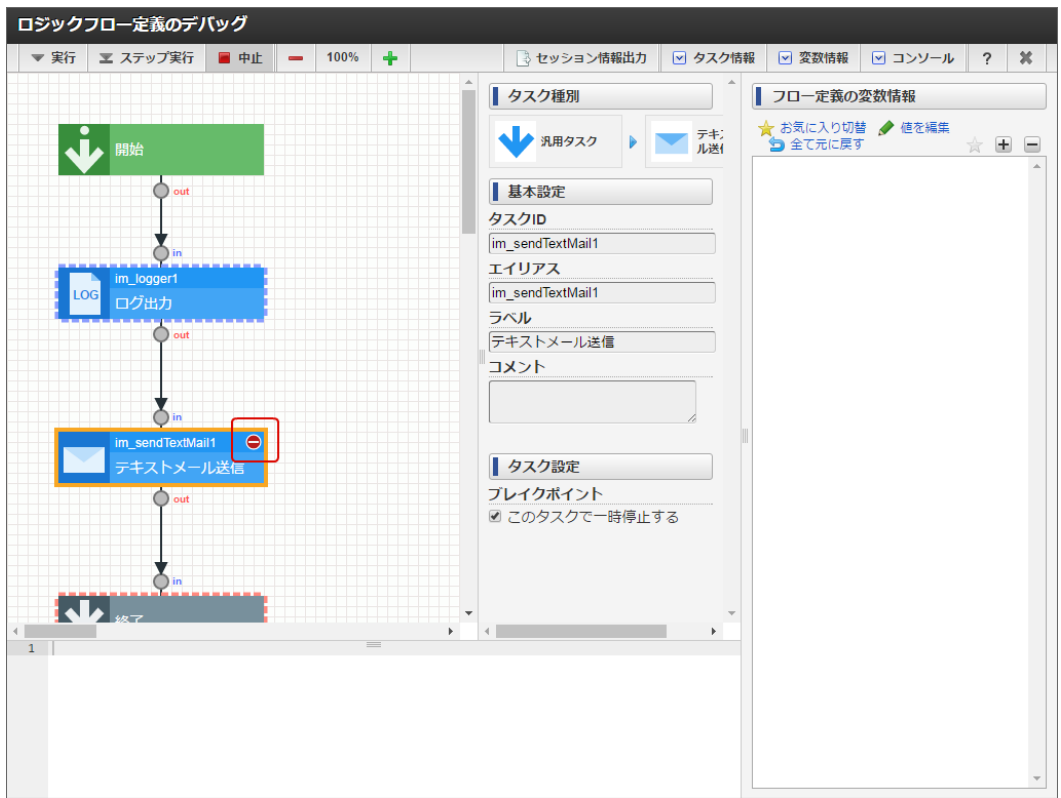 ロジックフロー定義のデバッグ
実行 ステップ実行 中止 100% セッション情報出力 タスク情報 変数情報 コンソール ?
開始
out
in
im_logger1
LOG
ログ出力
out
in
im_sendTextMail1
テキストメール送信
out
in
終了
タスク種別
汎用タスク
テキ
ル送
基本設定
タスクID
im_sendTextMail1
エイリアス
im_sendTextMail1
ラベル
テキストメール送信
コメント
タスク設定
ブレイクポイント
このタスクで一時停止する
フロー定義の変数情報
お気に入り切替 値を編集
全て元に戻す
1